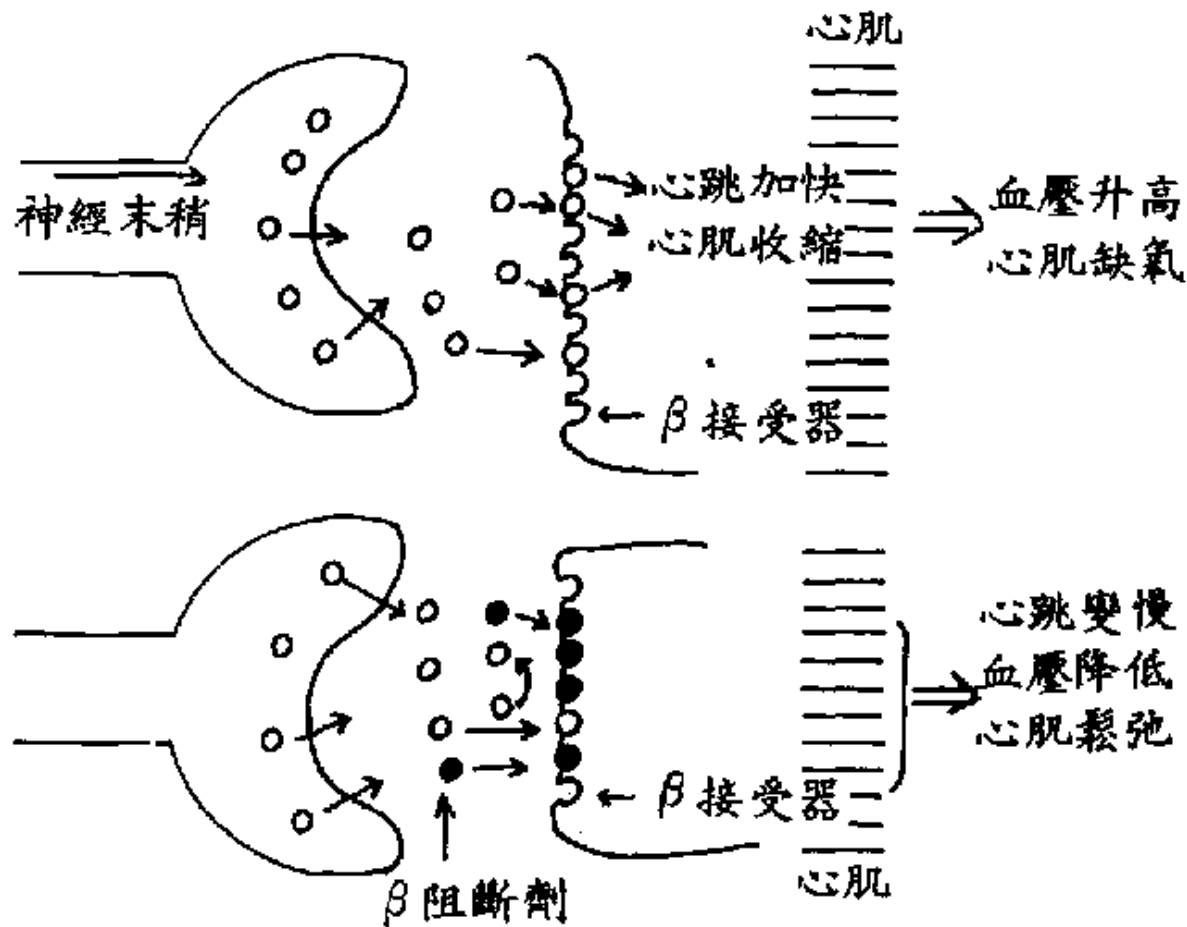 心肌
神經末稍
心跳加快
心肌收縮
血壓升高
心肌缺氧
β接受器
心跳變慢
血壓降低
心肌鬆弛
β接受器
β阻斷劑
心肌